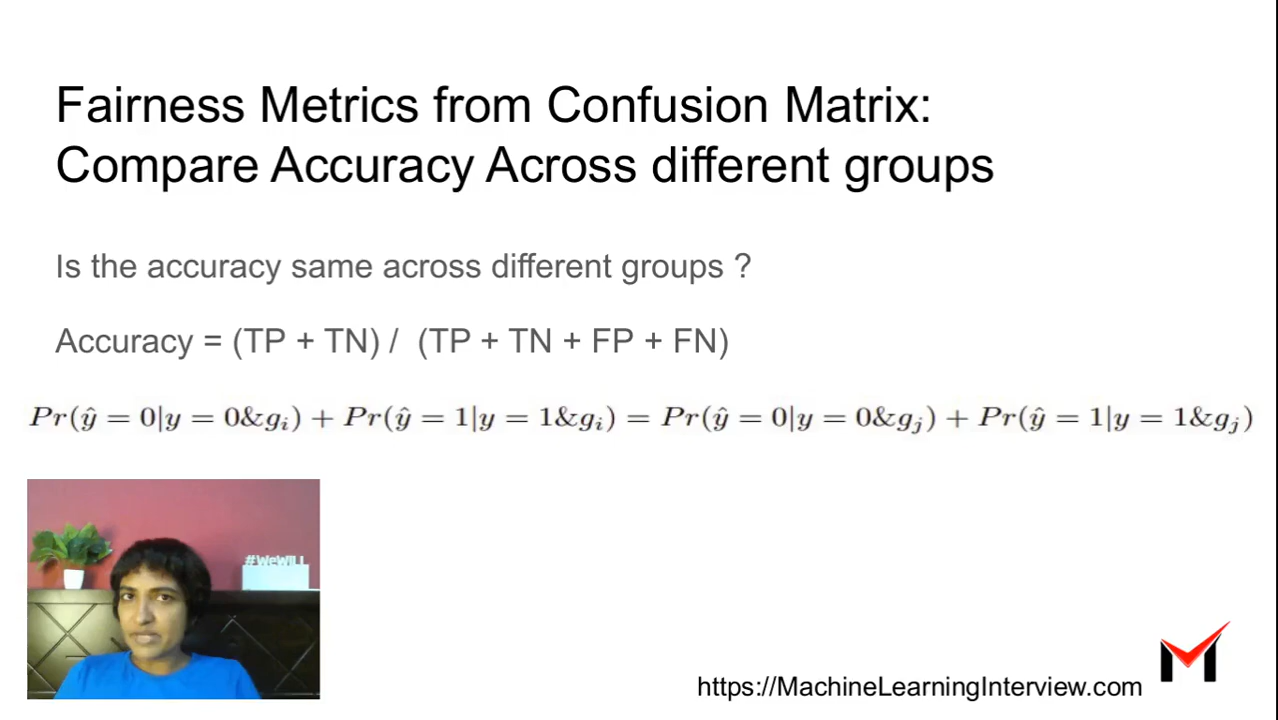 Fairness Metrics from Confusion Matrix:
Compare Accuracy Across different groups
Is the accuracy same across different groups ?
Accuracy = (TP + TN) / (TP + TN + FP + FN)
Pr(ŷ = 0|y = 0&gᵢ) + Pr(ŷ = 1|y = 1&gᵢ) = Pr(ŷ = 0|y = 0&gⱼ) + Pr(ŷ = 1|y = 1&gⱼ)
#WeWiLL
https://MachineLearningInterview.com